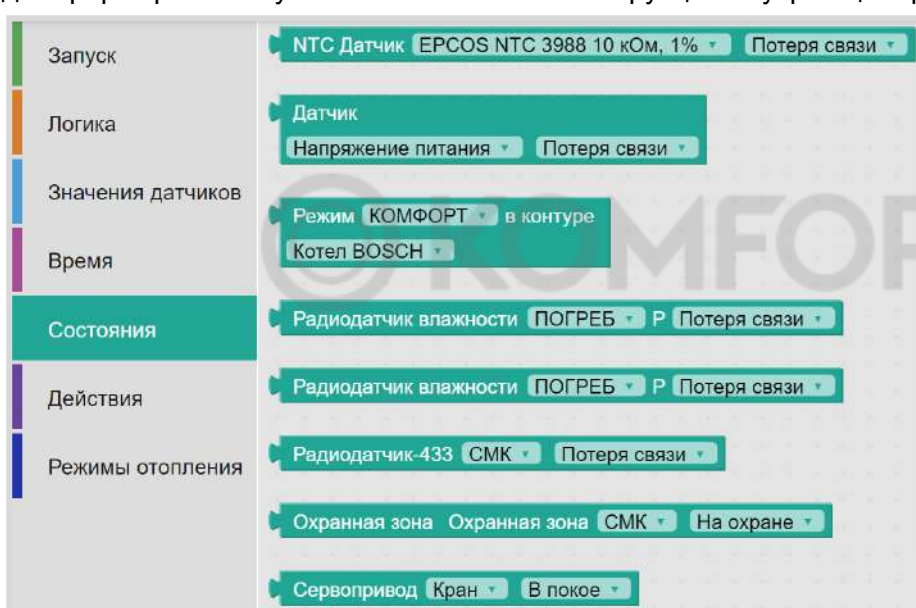 Запуск
Логика
Значения датчиков
Время
Состояния
Действия
Режимы отопления
NTC Датчик EPCOS NTC 3988 10 кОм, 1% Потеря связи
Датчик
Напряжение питания Потеря связи
Режим КОМФОРТ в контуре
Котел BOSCH
Радиодатчик влажности ПОГРЕБ Р Потеря связи
Радиодатчик влажности ПОГРЕБ Р Потеря связи
Радиодатчик-433 СМК Потеря связи
Охранная зона Охранная зона СМК На охране
Сервопривод Кран В покое
KOMFOR